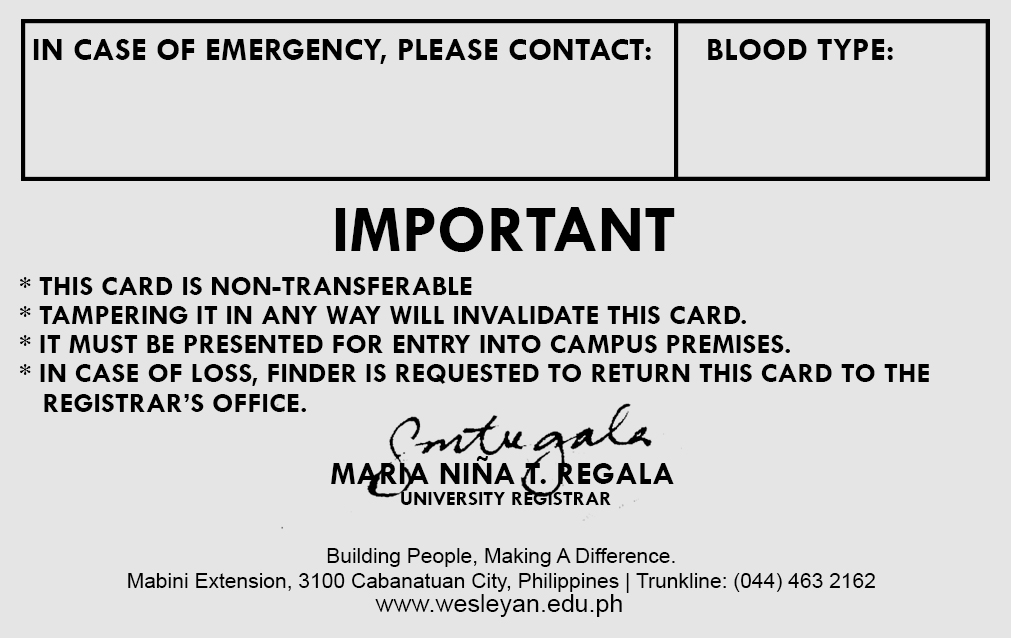 IN CASE OF EMERGENCY, PLEASE CONTACT:
BLOOD TYPE:
IMPORTANT
* THIS CARD IS NON-TRANSFERABLE
* TAMPERING IT IN ANY WAY WILL INVALIDATE THIS CARD.
* IT MUST BE PRESENTED FOR ENTRY INTO CAMPUS PREMISES.
* IN CASE OF LOSS, FINDER IS REQUESTED TO RETURN THIS CARD TO THE
REGISTRAR’S OFFICE.
MARIA NIÑA T. REGALA
UNIVERSITY REGISTRAR
Building People, Making A Difference.
Mabini Extension, 3100 Cabanatuan City, Philippines | Trunkline: (044) 463 2162
www.wesleyan.edu.ph